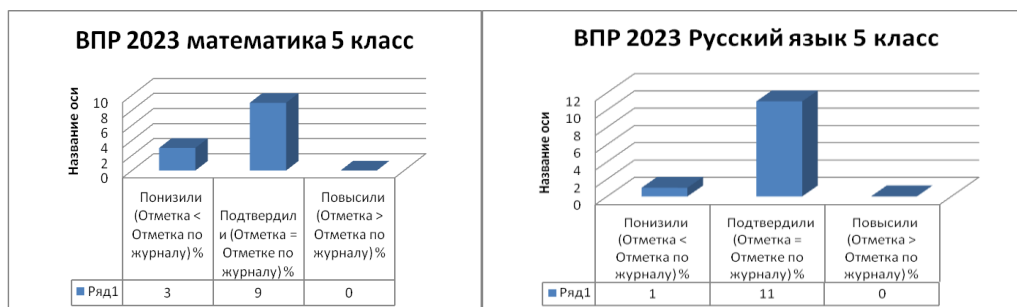 ВПР 2023 математика 5 класс
Название оси
10
8
6
4
2
0
Понизили
(Отметка <
Отметка по
журналу) %
Подтвердил
и (Отметка =
Отметке по
журналу) %
Повысили
(Отметка >
Отметка по
журналу) %
Ряд1 3 9 0
ВПР 2023 Русский язык 5 класс
Название оси
12
10
8
6
4
2
0
Понизили
(Отметка <
Отметка по
журналу) %
Подтвердили
(Отметка =
Отметке по
журналу) %
Повысили
(Отметка >
Отметка по
журналу) %
Ряд1 1 11 0